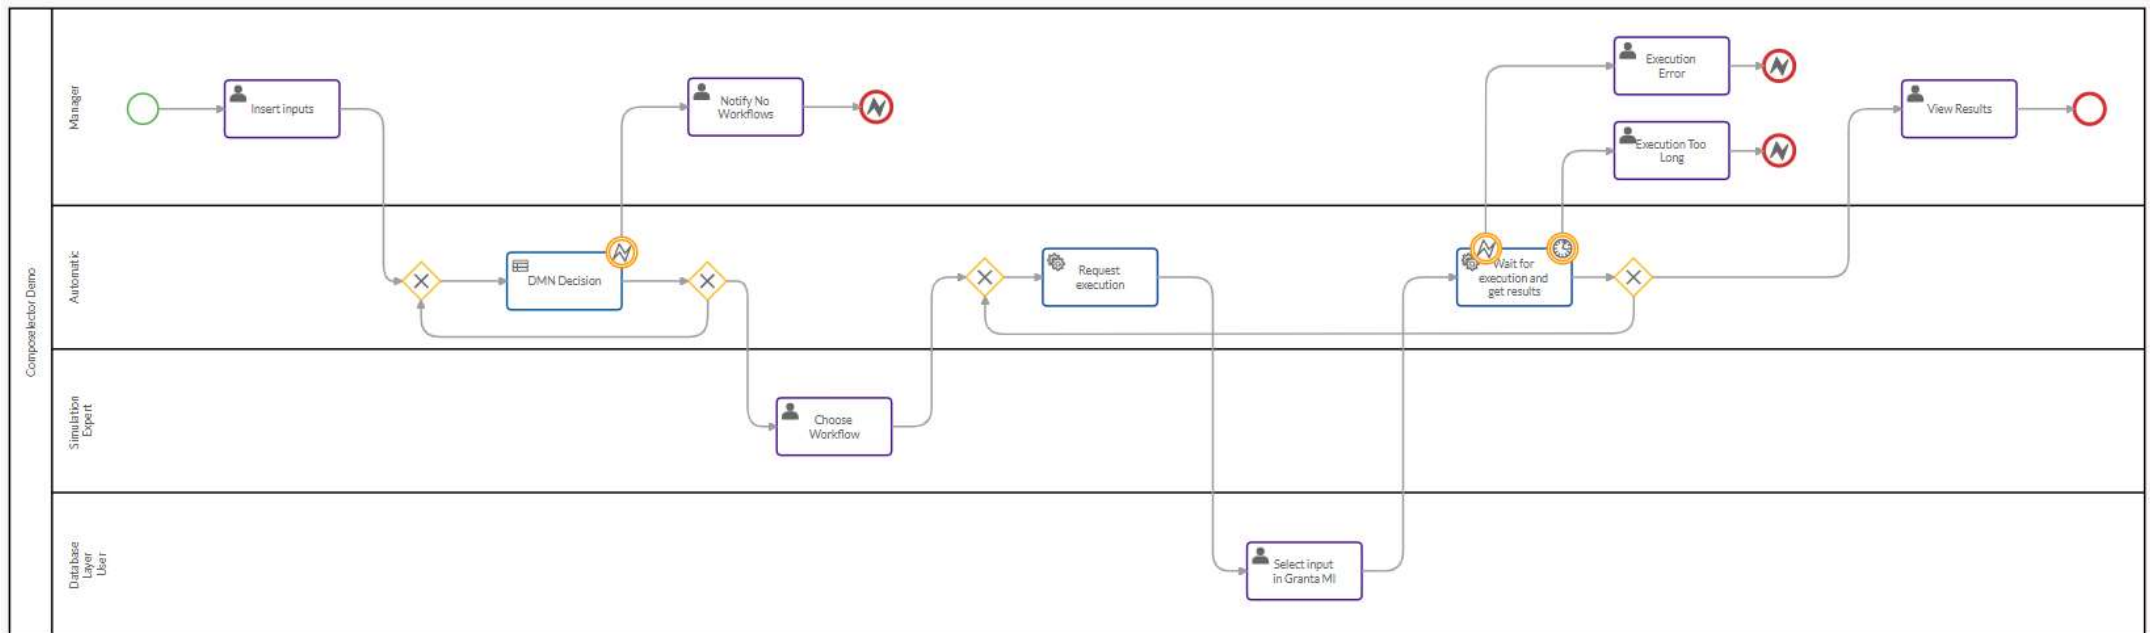 Composelector Demo
Manager
Insert inputs
Notify No
Workflows
Execution
Error
Execution Too
Long
View Results
Automatic
DMN Decision
Request
execution
Wait for
execution and
get results
Simulation
Expert
Choose
Workflow
Database
Layer
User
Select input
in Granta MI